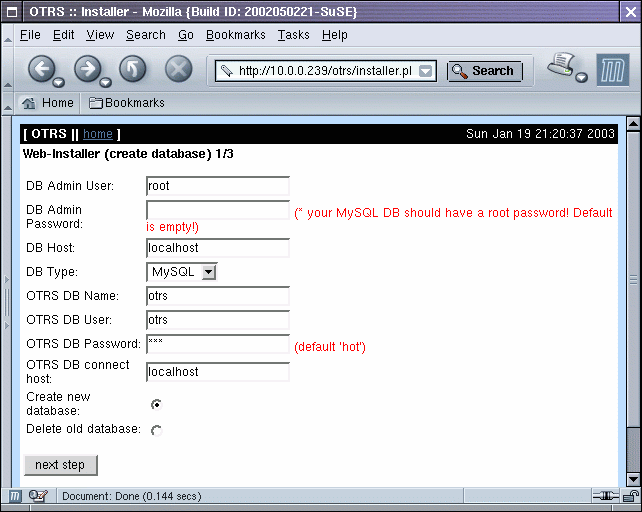 OTRS :: Installer - Mozilla {Build ID: 2002050221-SuSE}
File Edit View Search Go Bookmarks Tasks Help
http://10.0.0.239/otrs/installer.pl Search
Home Bookmarks
[ OTRS || home ] Sun Jan 19 21:20:37 2003
Web-Installer (create database) 1/3
DB Admin User: root
DB Admin Password: (* your MySQL DB should have a root password! Default
is empty!)
DB Host: localhost
DB Type: MySQL
OTRS DB Name: otrs
OTRS DB User: otrs
OTRS DB Password: *** (default 'hot')
OTRS DB connect
host: localhost
Create new
database:
Delete old database:
next step
Document: Done (0.144 secs)